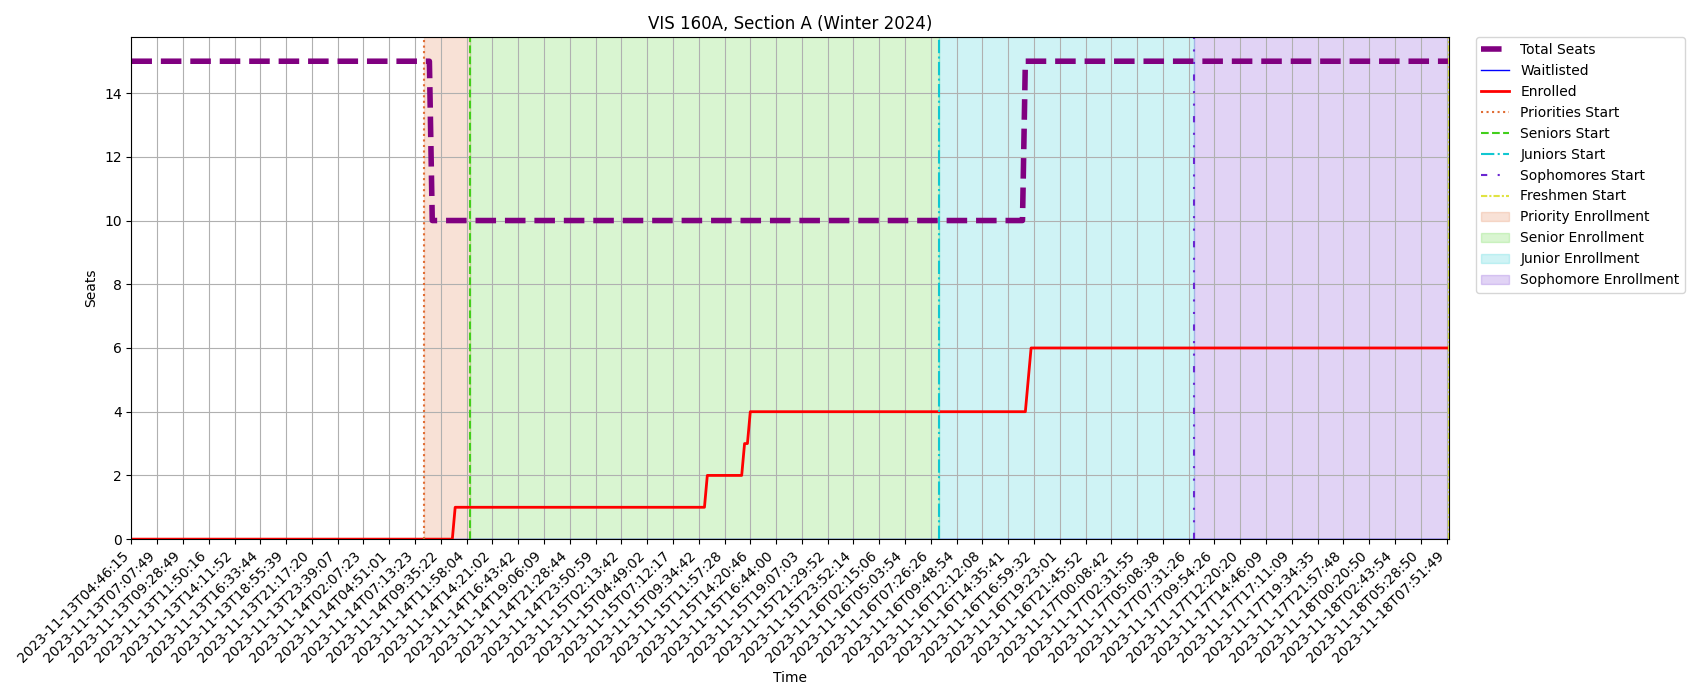 VIS 160A, Section A (Winter 2024)
Seats
14
12
10
8
6
4
2
0
2023-11-13T04:46:15
2023-11-13T07:07:49
2023-11-13T09:28:49
2023-11-13T11:50:16
2023-11-13T14:11:52
2023-11-13T16:33:44
2023-11-13T18:55:39
2023-11-13T21:17:20
2023-11-13T23:39:07
2023-11-14T02:07:23
2023-11-14T04:51:01
2023-11-14T07:13:23
2023-11-14T09:35:22
2023-11-14T11:58:04
2023-11-14T14:21:02
2023-11-14T16:43:42
2023-11-14T19:06:09
2023-11-14T21:28:44
2023-11-14T23:50:59
2023-11-15T02:13:42
2023-11-15T04:49:02
2023-11-15T07:12:17
2023-11-15T09:34:42
2023-11-15T11:57:28
2023-11-15T14:20:46
2023-11-15T16:44:00
2023-11-15T19:07:03
2023-11-15T21:29:52
2023-11-15T23:52:14
2023-11-16T02:15:06
2023-11-16T05:03:54
2023-11-16T07:26:26
2023-11-16T09:48:54
2023-11-16T12:12:08
2023-11-16T14:35:41
2023-11-16T16:59:32
2023-11-16T19:23:01
2023-11-16T21:45:52
2023-11-17T00:08:42
2023-11-17T02:31:55
2023-11-17T05:08:38
2023-11-17T07:31:26
2023-11-17T09:54:26
2023-11-17T12:20:20
2023-11-17T14:46:09
2023-11-17T17:11:09
2023-11-17T19:34:35
2023-11-17T21:57:48
2023-11-18T00:20:50
2023-11-18T02:43:54
2023-11-18T05:28:50
2023-11-18T07:51:49
Time
Total Seats
Waitlisted
Enrolled
Priorities Start
Seniors Start
Juniors Start
Sophomores Start
Freshmen Start
Priority Enrollment
Senior Enrollment
Junior Enrollment
Sophomore Enrollment